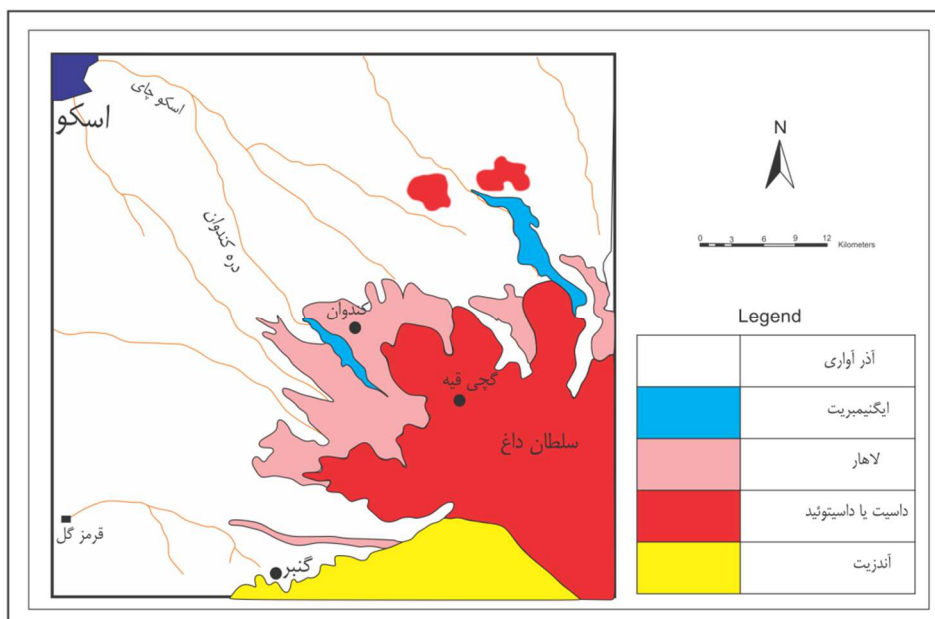 اسکو
اسکو چای
دره کندوان
کندوان
گچی قیه
سلطان داغ
قرمز گل
گنبر
N
0 3 6 9 12
Kilometers
Legend
آذر آواری
ایگنیمبریت
لاهار
داسیت یا داسیتوئید
آندزیت